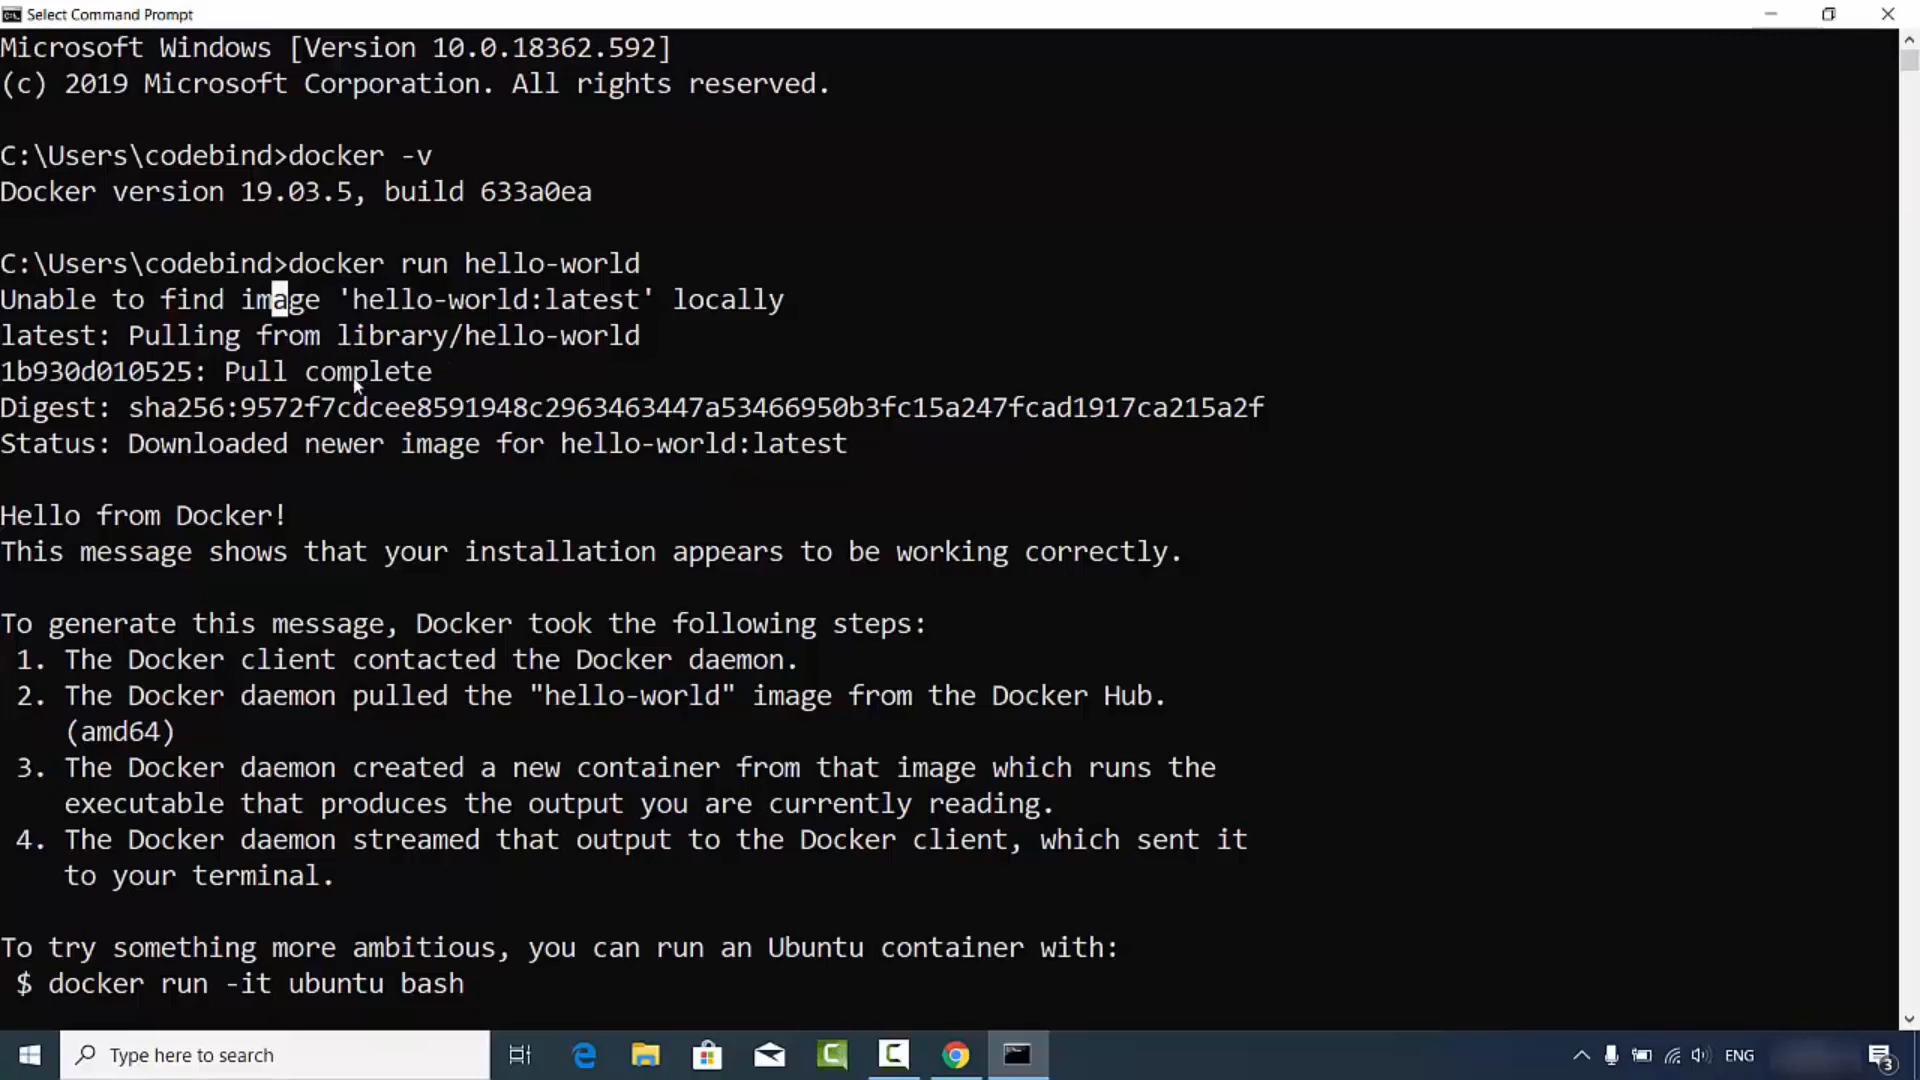 Select Command Prompt
Microsoft Windows [Version 10.0.18362.592]
(c) 2019 Microsoft Corporation. All rights reserved.
C:\Users\codebind>docker -v
Docker version 19.03.5, build 633a0ea
C:\Users\codebind>docker run hello-world
Unable to find image 'hello-world:latest' locally
latest: Pulling from library/hello-world
1b930d010525: Pull complete
Digest: sha256:9572f7cdcee8591948c2963463447a53466950b3fc15a247fcad1917ca215a2f
Status: Downloaded newer image for hello-world:latest
Hello from Docker!
This message shows that your installation appears to be working correctly.
To generate this message, Docker took the following steps:
1. The Docker client contacted the Docker daemon.
2. The Docker daemon pulled the "hello-world" image from the Docker Hub.
(amd64)
3. The Docker daemon created a new container from that image which runs the
executable that produces the output you are currently reading.
4. The Docker daemon streamed that output to the Docker client, which sent it
to your terminal.
To try something more ambitious, you can run an Ubuntu container with:
$ docker run -it ubuntu bash
Type here to search
ENG
3